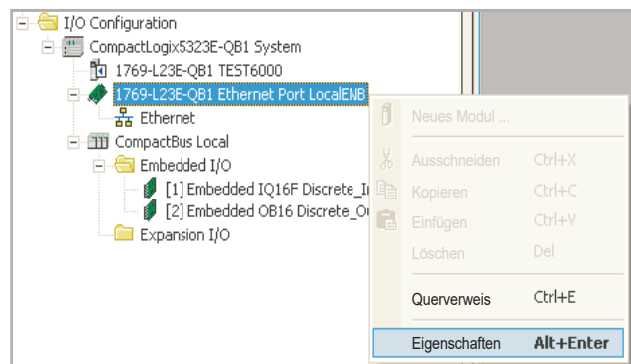 I/O Configuration
CompactLogix5323E-QB1 System
1769-L23E-QB1 TEST6000
1769-L23E-QB1 Ethernet Port LocalENB
Ethernet
CompactBus Local
Embedded I/O
[1] Embedded IQ16F Discrete_I
[2] Embedded OB16 Discrete_O
Expansion I/O
Neues Modul ...
Ausschneiden Ctrl+X
Kopieren Ctrl+C
Einfügen Ctrl+V
Löschen Del
Querverweis Ctrl+E
Eigenschaften Alt+Enter